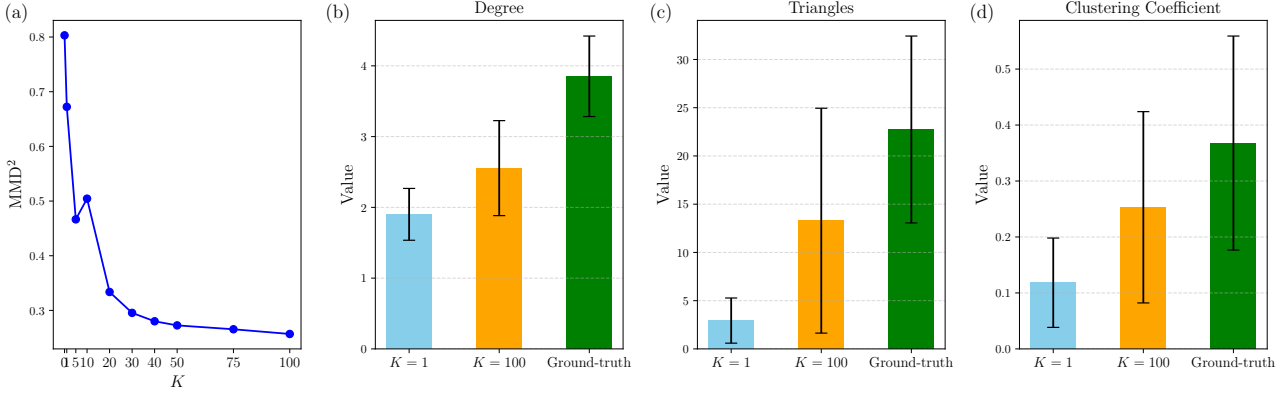 (a)
MMD²
0.8
0.7
0.6
0.5
0.4
0.3
0 1 5 10 20 30 40 50 75 100
K
(b)
Degree
Value
4
3
2
1
0
K = 1 K = 100 Ground-truth
(c)
Triangles
Value
30
25
20
15
10
5
0
K = 1 K = 100 Ground-truth
(d)
Clustering Coefficient
Value
0.5
0.4
0.3
0.2
0.1
0.0
K = 1 K = 100 Ground-truth